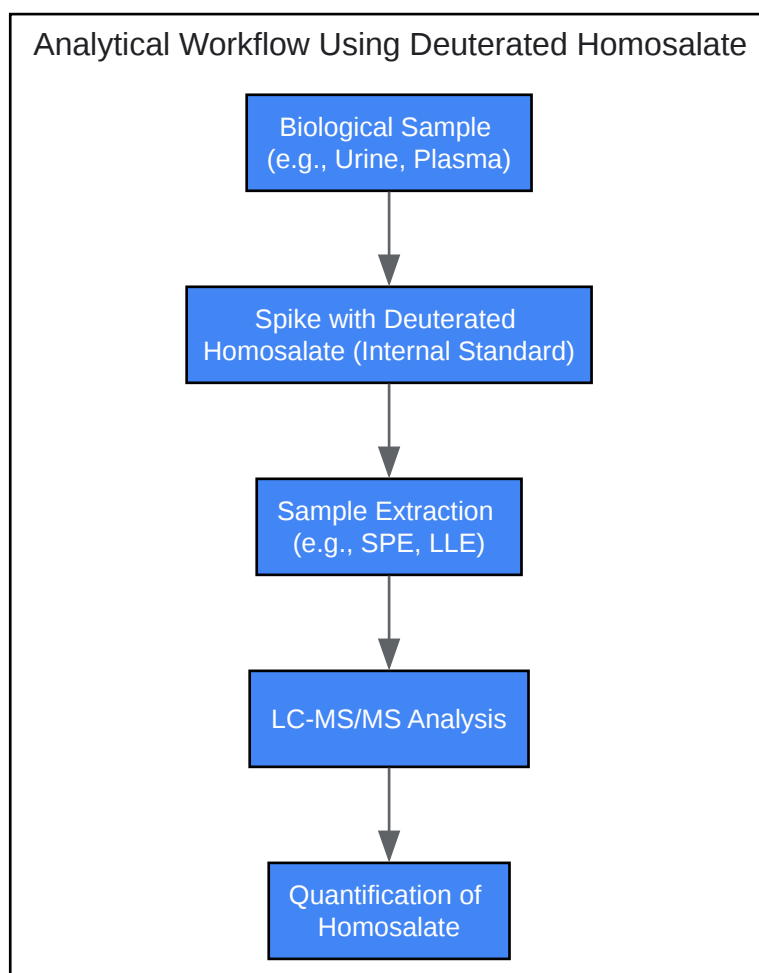 Analytical Workflow Using Deuterated Homosalate
Biological Sample
(e.g., Urine, Plasma)
Spike with Deuterated
Homosalate (Internal Standard)
Sample Extraction
(e.g., SPE, LLE)
LC-MS/MS Analysis
Quantification of
Homosalate